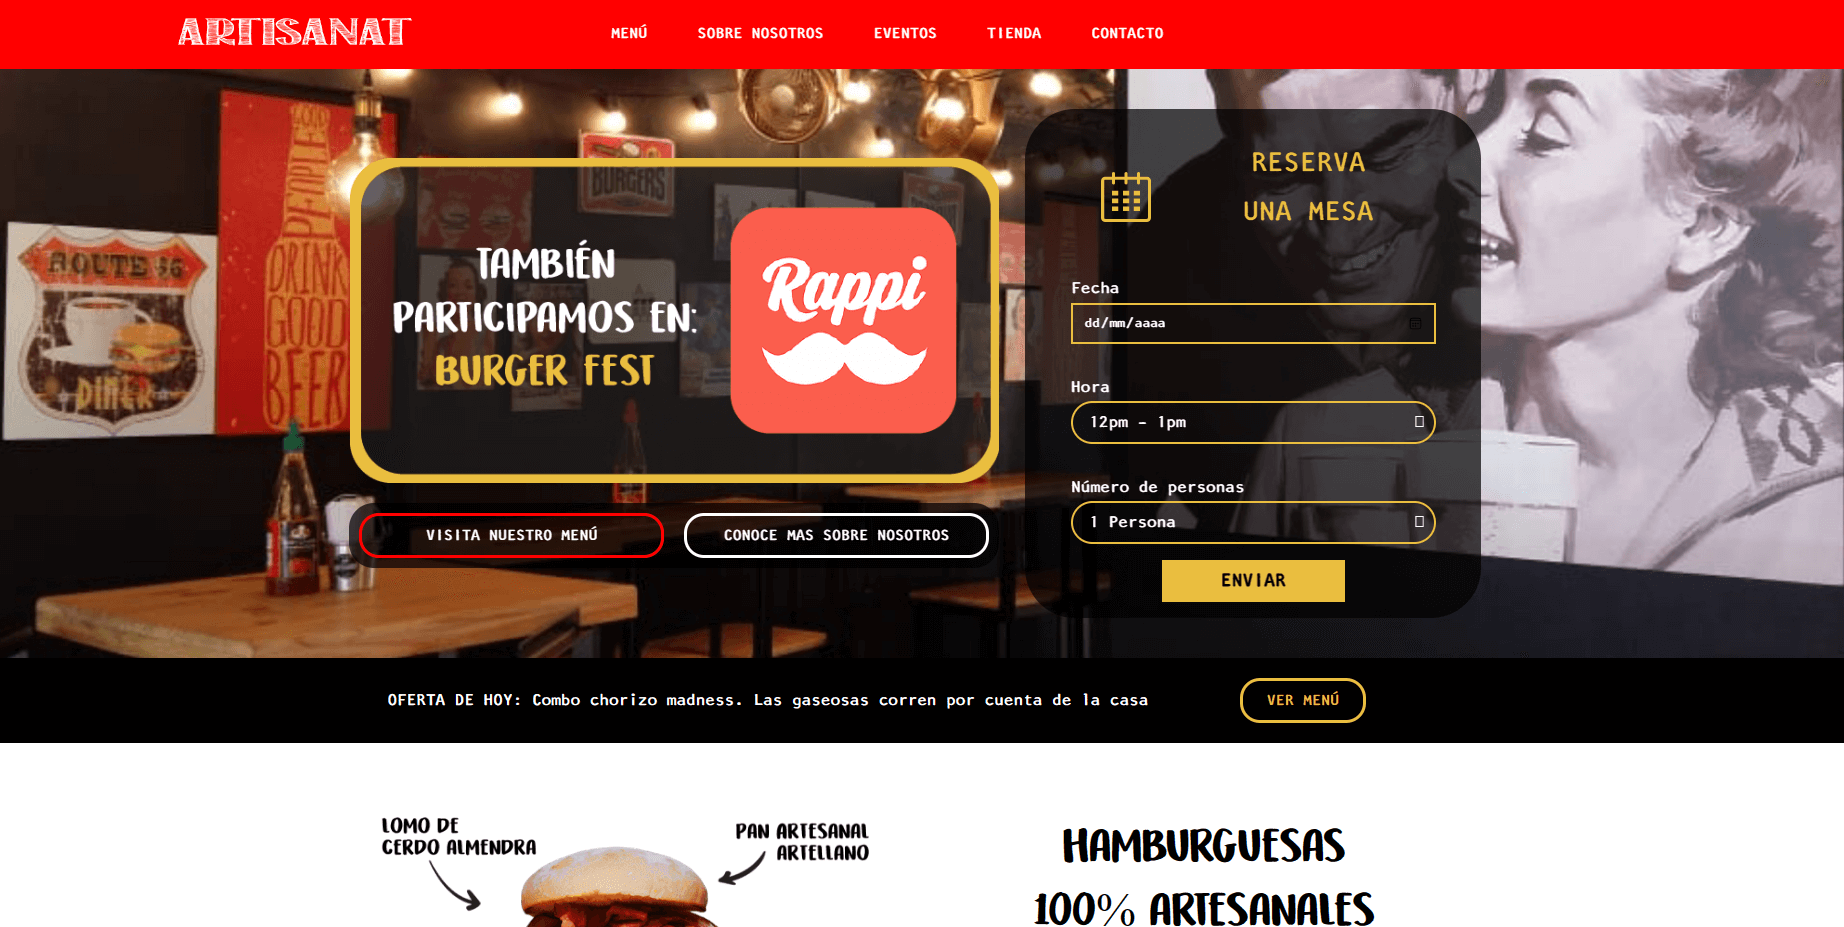 ARTISANAT
MENÚ
SOBRE NOSOTROS
EVENTOS
TIENDA
CONTACTO
ROUTE 66
DINER
PEOPLE
DRINK
GOOD
BEER
BURGERS
TAMBIÉN
PARTICIPAMOS EN:
BURGER FEST
Rappi
VISITA NUESTRO MENÚ
CONOCE MAS SOBRE NOSOTROS
RESERVA
UNA MESA
Fecha
dd/mm/aaaa
Hora
12pm - 1pm
Número de personas
1 Persona
ENVIAR
OFERTA DE HOY: Combo chorizo madness. Las gaseosas corren por cuenta de la casa
VER MENÚ
LOMO DE
CERDO ALMENDRA
PAN ARTESANAL
ARTELLANO
HAMBURGUESAS
100% ARTESANALES